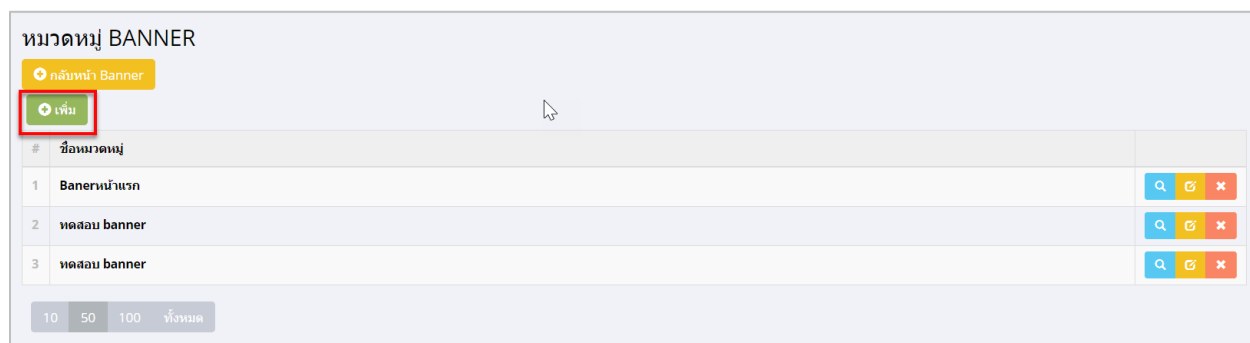 หมวดหมู่ BANNER
กลับหน้า Banner
เพิ่ม
# ชื่อหมวดหมู่
1 Banerหน้าแรก
2 ทดสอบ banner
3 ทดสอบ banner
10 50 100 ทั้งหมด